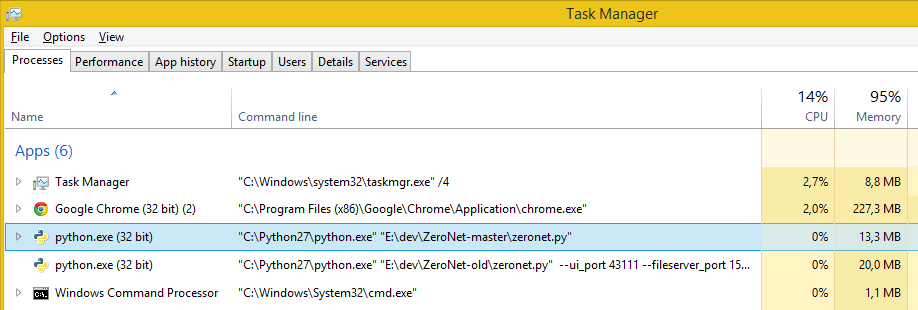 Task Manager
File Options View
Processes Performance App history Startup Users Details Services
14% 95%
Name Command line CPU Memory
Apps (6)
Task Manager "C:\Windows\system32\taskmgr.exe" /4 2,7% 8,8 MB
Google Chrome (32 bit) (2) "C:\Program Files (x86)\Google\Chrome\Application\chrome.exe" 2,0% 227,3 MB
python.exe (32 bit) "C:\Python27\python.exe" "E:\dev\ZeroNet-master\zeronet.py" 0% 13,3 MB
python.exe (32 bit) "C:\Python27\python.exe" "E:\dev\ZeroNet-old\zeronet.py" --ui_port 43111 --fileserver_port 15... 0% 20,0 MB
Windows Command Processor "C:\Windows\System32\cmd.exe" 0% 1,1 MB